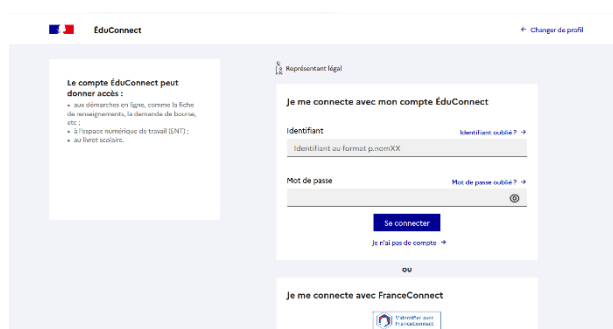 ÉduConnect
← Changer de profil
Le compte ÉduConnect peut
donner accès :
• aux démarches en ligne, comme la fiche
de renseignements, la demande de bourse,
etc ;
• à l'espace numérique de travail (ENT) ;
• au livret scolaire.
Représentant légal
Je me connecte avec mon compte ÉduConnect
Identifiant
Identifiant oublié ? →
Identifiant au format p.nomXX
Mot de passe
Mot de passe oublié ? →
Se connecter
Je n'ai pas de compte →
ou
Je me connecte avec FranceConnect
S'identifier avec
FranceConnect